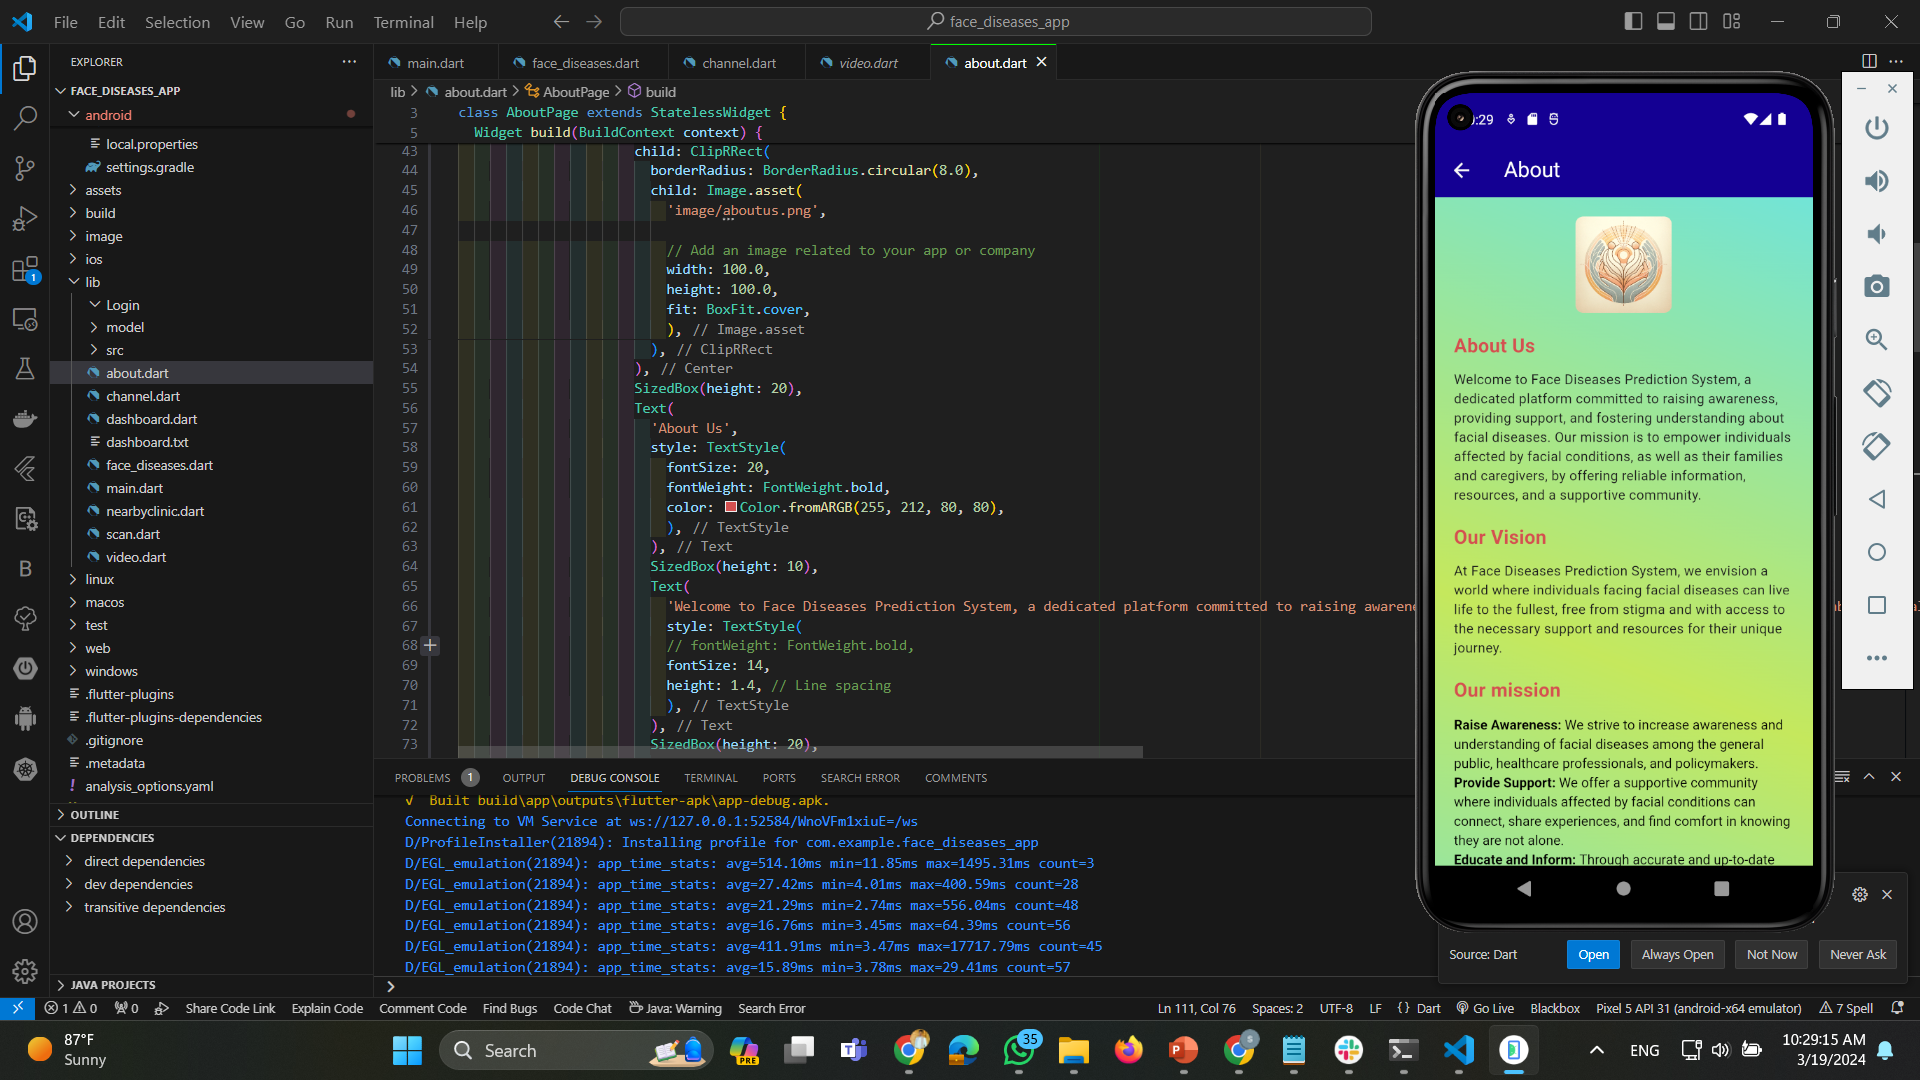 File Edit Selection View Go Run Terminal Help
face_diseases_app
EXPLORER
FACE_DISEASES_APP
android
local.properties
settings.gradle
assets
build
image
ios
lib
Login
model
src
about.dart
channel.dart
dashboard.dart
dashboard.txt
face_diseases.dart
main.dart
nearbyclinic.dart
scan.dart
video.dart
linux
macos
test
web
windows
.flutter-plugins
.flutter-plugins-dependencies
.gitignore
.metadata
analysis_options.yaml
OUTLINE
DEPENDENCIES
direct dependencies
dev dependencies
transitive dependencies
JAVA PROJECTS
main.dart face_diseases.dart channel.dart video.dart about.dart
lib > about.dart > AboutPage > build
3 class AboutPage extends StatelessWidget {
5 Widget build(BuildContext context) {
43 child: ClipRRect(
44 borderRadius: BorderRadius.circular(8.0),
45 child: Image.asset(
46 'image/aboutus.png',
47
48 // Add an image related to your app or company
49 width: 100.0,
50 height: 100.0,
51 fit: BoxFit.cover,
52 ), // Image.asset
53 ), // ClipRRect
54 ), // Center
55 SizedBox(height: 20),
56 Text(
57 'About Us',
58 style: TextStyle(
59 fontSize: 20,
60 fontWeight: FontWeight.bold,
61 color: Color.fromARGB(255, 212, 80, 80),
62 ), // TextStyle
63 ), // Text
64 SizedBox(height: 10),
65 Text(
66 'Welcome to Face Diseases Prediction System, a dedicated platform committed to raising awarene
67 style: TextStyle(
68 // fontWeight: FontWeight.bold,
69 fontSize: 14,
70 height: 1.4, // Line spacing
71 ), // TextStyle
72 ), // Text
73 SizedBox(height: 20),
PROBLEMS 1 OUTPUT DEBUG CONSOLE TERMINAL PORTS SEARCH ERROR COMMENTS
√ Built build\app\outputs\flutter-apk\app-debug.apk.
Connecting to VM Service at ws://127.0.0.1:52584/WnoVFm1xiuE=/ws
D/ProfileInstaller(21894): Installing profile for com.example.face_diseases_app
D/EGL_emulation(21894): app_time_stats: avg=514.10ms min=11.85ms max=1495.31ms count=3
D/EGL_emulation(21894): app_time_stats: avg=27.42ms min=4.01ms max=400.59ms count=28
D/EGL_emulation(21894): app_time_stats: avg=21.29ms min=2.74ms max=556.04ms count=48
D/EGL_emulation(21894): app_time_stats: avg=16.76ms min=3.45ms max=64.39ms count=56
D/EGL_emulation(21894): app_time_stats: avg=411.91ms min=3.47ms max=17717.79ms count=45
D/EGL_emulation(21894): app_time_stats: avg=15.89ms min=3.78ms max=29.41ms count=57
:29
About
About Us
Welcome to Face Diseases Prediction System, a
dedicated platform committed to raising awareness,
providing support, and fostering understanding about
facial diseases. Our mission is to empower individuals
affected by facial conditions, as well as their families
and caregivers, by offering reliable information,
resources, and a supportive community.
Our Vision
At Face Diseases Prediction System, we envision a
world where individuals facing facial diseases can live
life to the fullest, free from stigma and with access to
the necessary support and resources for their unique
journey.
Our mission
Raise Awareness: We strive to increase awareness and
understanding of facial diseases among the general
public, healthcare professionals, and policymakers.
Provide Support: We offer a supportive community
where individuals affected by facial conditions can
connect, share experiences, and find comfort in knowing
they are not alone.
Educate and Inform: Through accurate and up-to-date
Source: Dart Open Always Open Not Now Never Ask
1 0 0 Share Code Link Explain Code Comment Code Find Bugs Code Chat Java: Warning Search Error Ln 111, Col 76 Spaces: 2 UTF-8 LF {} Dart Go Live Blackbox Pixel 5 API 31 (android-x64 emulator) 7 Spell
87°F
Sunny
Search
PRE
35
ENG
10:29:15 AM
3/19/2024